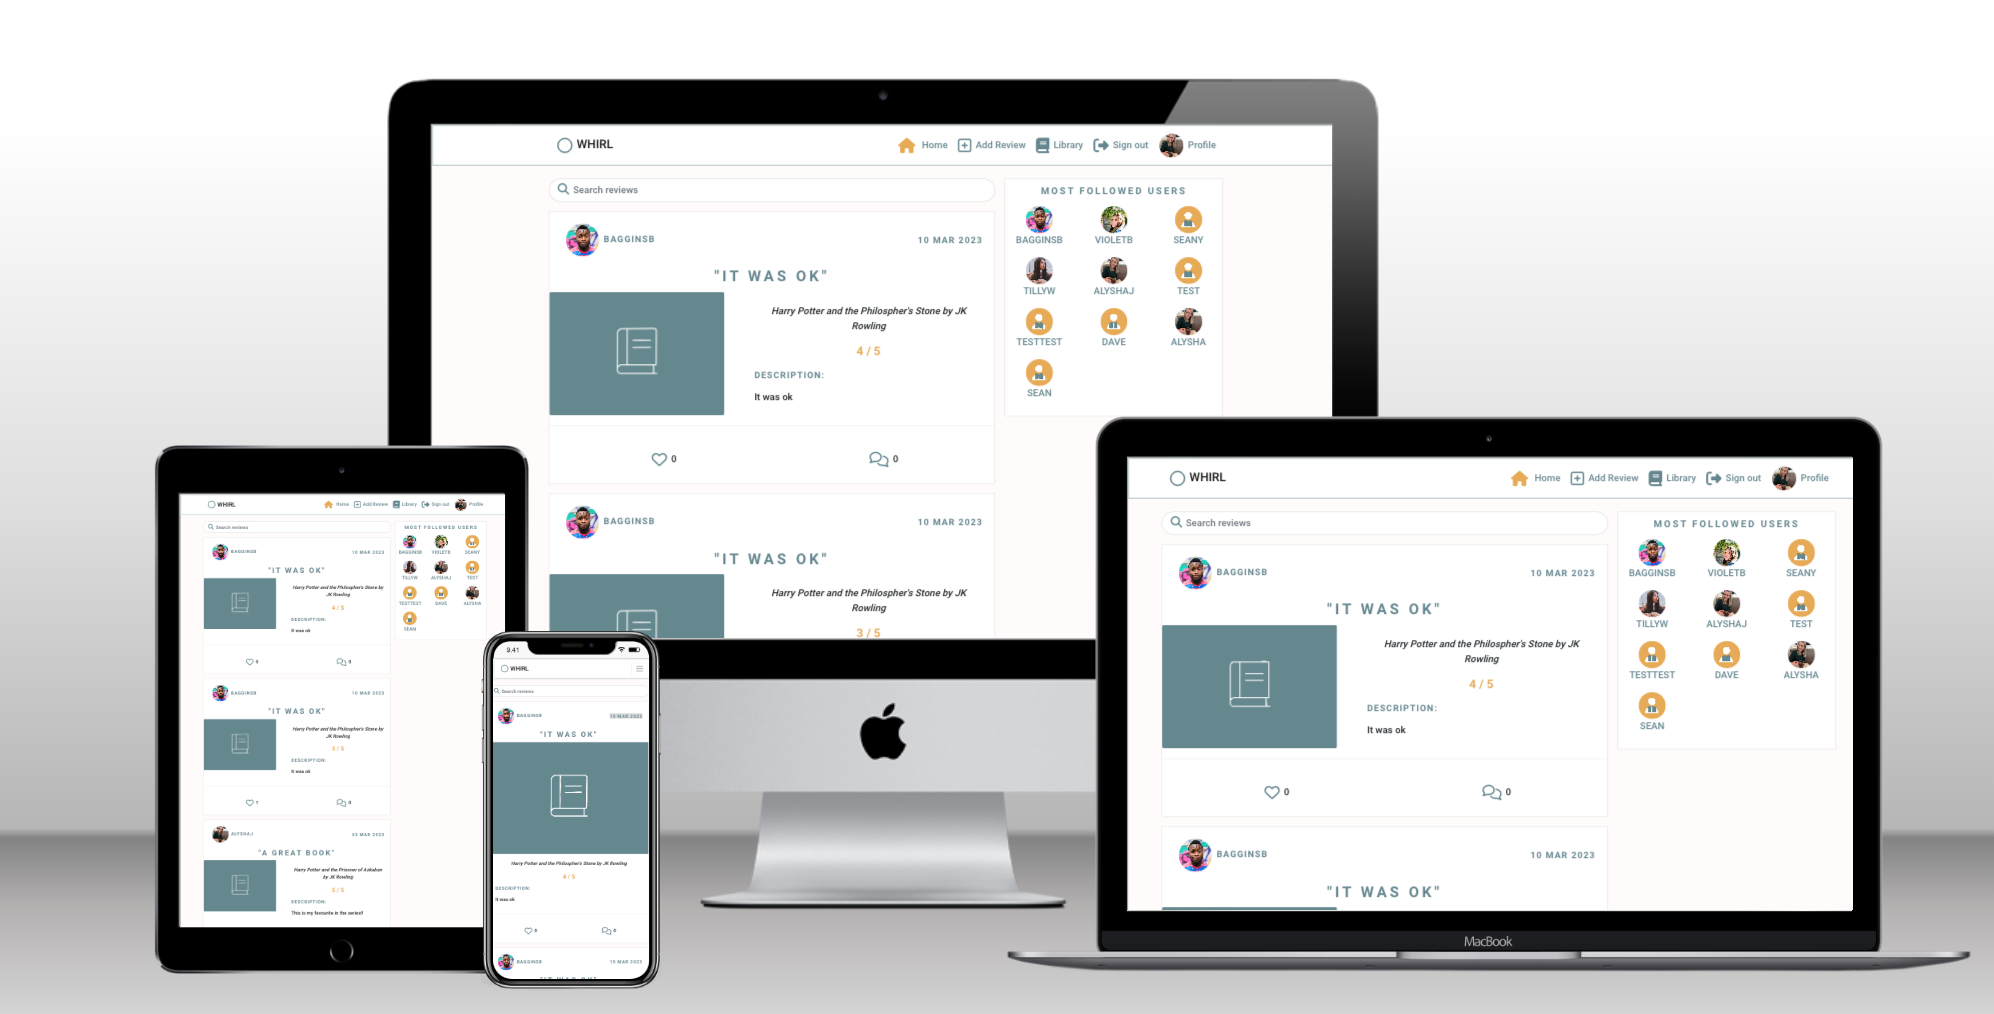 WHIRL
Home Add Review Library Sign out Profile
Search reviews
MOST FOLLOWED USERS
BAGGINSB VIOLETB SEANY
TILLYW ALYSHAJ TEST
TESTTEST DAVE ALYSHA
SEAN
BAGGINSB 10 MAR 2023
"IT WAS OK"
Harry Potter and the Philospher's Stone by JK
Rowling
4 / 5
DESCRIPTION:
It was ok
0 0
BAGGINSB 10 MAR 2023
"IT WAS OK"
Harry Potter and the Philospher's Stone by JK
Rowling
3 / 5
WHIRL
Home Add Review Library Sign out Profile
Search reviews
MOST FOLLOWED USERS
BAGGINSB VIOLETB SEANY
TILLYW ALYSHAJ TEST
TESTTEST DAVE ALYSHA
SEAN
BAGGINSB 10 MAR 2023
"IT WAS OK"
Harry Potter and the Philospher's Stone by
JK Rowling
4 / 5
DESCRIPTION:
It was ok
0 0
BAGGINSB 10 MAR 2023
"IT WAS OK"
Harry Potter and the Philospher's Stone by
JK Rowling
3 / 5
DESCRIPTION:
It was ok
1 0
ALYSHAJ 02 MAR 2023
"A GREAT BOOK"
Harry Potter and the Prisoner of Azkaban
by JK Rowling
5 / 5
DESCRIPTION:
This is my favourite in the series!!
9:41
WHIRL
Search reviews
BAGGINSB 10 MAR 2023
"IT WAS OK"
Harry Potter and the Philospher's Stone by JK Rowling
4 / 5
DESCRIPTION:
It was ok
0 0
BAGGINSB 10 MAR 2023
"IT WAS OK"
WHIRL
Home Add Review Library Sign out Profile
Search reviews
MOST FOLLOWED USERS
BAGGINSB VIOLETB SEANY
TILLYW ALYSHAJ TEST
TESTTEST DAVE ALYSHA
SEAN
BAGGINSB 10 MAR 2023
"IT WAS OK"
Harry Potter and the Philospher's Stone by JK
Rowling
4 / 5
DESCRIPTION:
It was ok
0 0
BAGGINSB 10 MAR 2023
"IT WAS OK"
MacBook